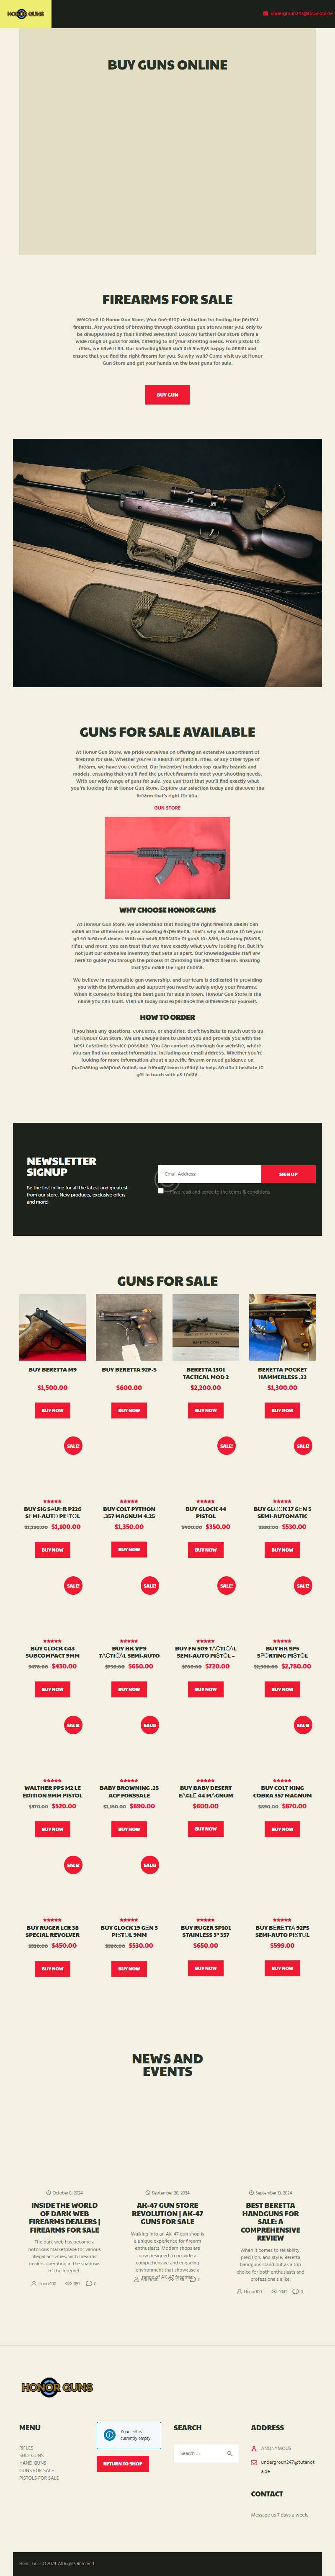 HONOR GUNS
undergroun247@tutanota.de
BUY GUNS ONLINE
FIREARMS FOR SALE
Welcome to Honor Gun Store, your one-stop destination for finding the perfect
firearms. Are you tired of browsing through countless gun stores near you, only to
be disappointed by their limited selection? Look no further! Our store offers a
wide range of guns for sale, catering to all your shooting needs. From pistols to
rifles, we have it all. Our knowledgeable staff are always happy to assist and
ensure that you find the right firearm for you. So why wait? Come visit us at Honor
Gun Store and get your hands on the best guns for sale.
BUY GUN
GUNS FOR SALE AVAILABLE
At Honor Gun Store, we pride ourselves on offering an extensive assortment of
firearms for sale. Whether you're in search of pistols, rifles, or any other type of
firearm, we have you covered. Our inventory includes top-quality brands and
models, ensuring that you'll find the perfect firearm to meet your shooting needs.
With our wide range of guns for sale, you can trust that you'll find exactly what
you're looking for at Honor Gun Store. Explore our selection today and discover the
firearm that's right for you.
GUN STORE
WHY CHOOSE HONOR GUNS
At Honour Gun Store, we understand that finding the right firearms dealer can
make all the difference in your shooting experience. That's why we strive to be your
go-to firearms dealer. With our wide selection of guns for sale, including pistols,
rifles, and more, you can trust that we have exactly what you're looking for. But it's
not just our extensive inventory that sets us apart. Our knowledgeable staff are
here to guide you through the process of choosing the perfect firearm, ensuring
that you make the right choice.
We believe in responsible gun ownership, and our team is dedicated to providing
you with the information and support you need to safely enjoy your firearms.
When it comes to finding the best guns for sale in town, Honour Gun Store is the
name you can trust. Visit us today and experience the difference for yourself.
HOW TO ORDER
If you have any questions, concerns, or enquiries, don't hesitate to reach out to us
at Honour Gun Store. We are always here to assist you and provide you with the
best customer service possible. You can contact us through our website, where
you can find our contact information, including our email address. Whether you're
looking for more information about a specific firearm or need guidance on
purchasing weapons online, our friendly team is ready to help. So don't hesitate to
get in touch with us today.
NEWSLETTER
SIGNUP
Be the first in line for all the latest and greatest
from our store. New products, exclusive offers
and more!
Email Address
SIGN UP
I have read and agree to the terms & conditions
GUNS FOR SALE
BUY BERETTA M9
BUY BERETTA 92F-S
BERETTA 1301
TACTICAL MOD 2
BERETTA POCKET
HAMMERLESS .22
$1,500.00
$600.00
$2,200.00
$1,300.00
BUY NOW
BUY NOW
BUY NOW
BUY NOW
SALE!
SALE!
SALE!
BUY SIG SAUER P226
SEMI-AUTO PISTOL
BUY COLT PYTHON
.357 MAGNUM 4.25
BUY GLOCK 44
PISTOL
BUY GLOCK 17 GEN 5
SEMI-AUTOMATIC
$1,290.00 $1,100.00
$1,350.00
$400.00 $350.00
$580.00 $530.00
BUY NOW
BUY NOW
BUY NOW
BUY NOW
SALE!
SALE!
SALE!
SALE!
BUY GLOCK G43
SUBCOMPACT 9MM
BUY HK VP9
TACTICAL SEMI-AUTO
BUY FN 509 TACTICAL
SEMI-AUTO PISTOL –
BUY HK SP5
SPORTING PISTOL
$470.00 $430.00
$750.00 $650.00
$760.00 $720.00
$2,980.00 $2,780.00
BUY NOW
BUY NOW
BUY NOW
BUY NOW
SALE!
SALE!
SALE!
WALTHER PPS M2 LE
EDITION 9MM PISTOL
BABY BROWNING .25
ACP FORSSALE
BUY BABY DESERT
EAGLE 44 MAGNUM
BUY COLT KING
COBRA 357 MAGNUM
$570.00 $520.00
$1,190.00 $890.00
$600.00
$890.00 $870.00
BUY NOW
BUY NOW
BUY NOW
BUY NOW
SALE!
SALE!
BUY RUGER LCR 38
SPECIAL REVOLVER
BUY GLOCK 19 GEN 5
PISTOL 9MM
BUY RUGER SP101
STAINLESS 3" 357
BUY BERETTA 92FS
SEMI-AUTO PISTOL
$530.00 $450.00
$580.00 $530.00
$650.00
$599.00
BUY NOW
BUY NOW
BUY NOW
BUY NOW
NEWS AND
EVENTS
October 8, 2024
INSIDE THE WORLD
OF DARK WEB
FIREARMS DEALERS |
FIREARMS FOR SALE
The dark web has become a
notorious marketplace for various
illegal activities, with firearms
dealers operating in the shadows
of the internet
Honor100 857 0
September 28, 2024
AK-47 GUN STORE
REVOLUTION | AK-47
GUNS FOR SALE
Walking into an AK-47 gun shop is
a unique experience for firearm
enthusiasts. Modern shops are
now designed to provide a
comprehensive and engaging
environment that showcase a
range of AK-47 firearms
Honor100 0
September 13, 2024
BEST BERETTA
HANDGUNS FOR
SALE: A
COMPREHENSIVE
REVIEW
When it comes to reliability,
precision, and style, Beretta
handguns stand out as a top
choice for both enthusiasts and
professionals alike.
Honor100 1041 0
HONOR GUNS
MENU
RIFLES
SHOTGUNS
HAND GUNS
GUNS FOR SALE
PISTOLS FOR SALE
Your cart is
currently empty.
RETURN TO SHOP
SEARCH
Search …
ADDRESS
ANONYMOUS
undergroun247@tutanot
a.de
CONTACT
Message us 7 days a week.
Honor Guns © 2024. All Rights Reserved.